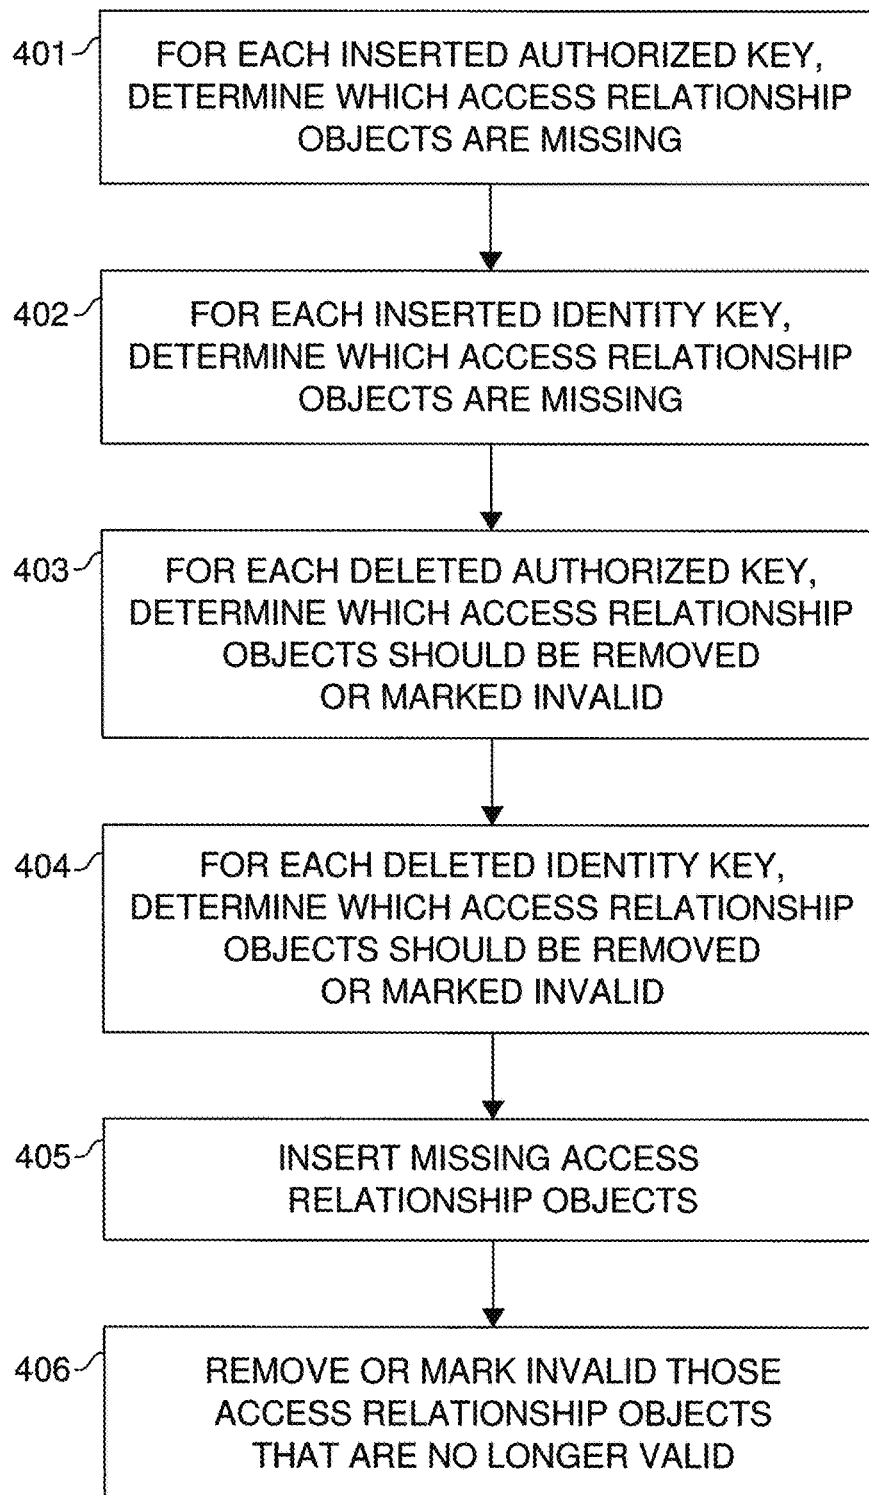 401
FOR EACH INSERTED AUTHORIZED KEY,
DETERMINE WHICH ACCESS RELATIONSHIP
OBJECTS ARE MISSING
402
FOR EACH INSERTED IDENTITY KEY,
DETERMINE WHICH ACCESS RELATIONSHIP
OBJECTS ARE MISSING
403
FOR EACH DELETED AUTHORIZED KEY,
DETERMINE WHICH ACCESS RELATIONSHIP
OBJECTS SHOULD BE REMOVED
OR MARKED INVALID
404
FOR EACH DELETED IDENTITY KEY,
DETERMINE WHICH ACCESS RELATIONSHIP
OBJECTS SHOULD BE REMOVED
OR MARKED INVALID
405
INSERT MISSING ACCESS
RELATIONSHIP OBJECTS
406
REMOVE OR MARK INVALID THOSE
ACCESS RELATIONSHIP OBJECTS
THAT ARE NO LONGER VALID